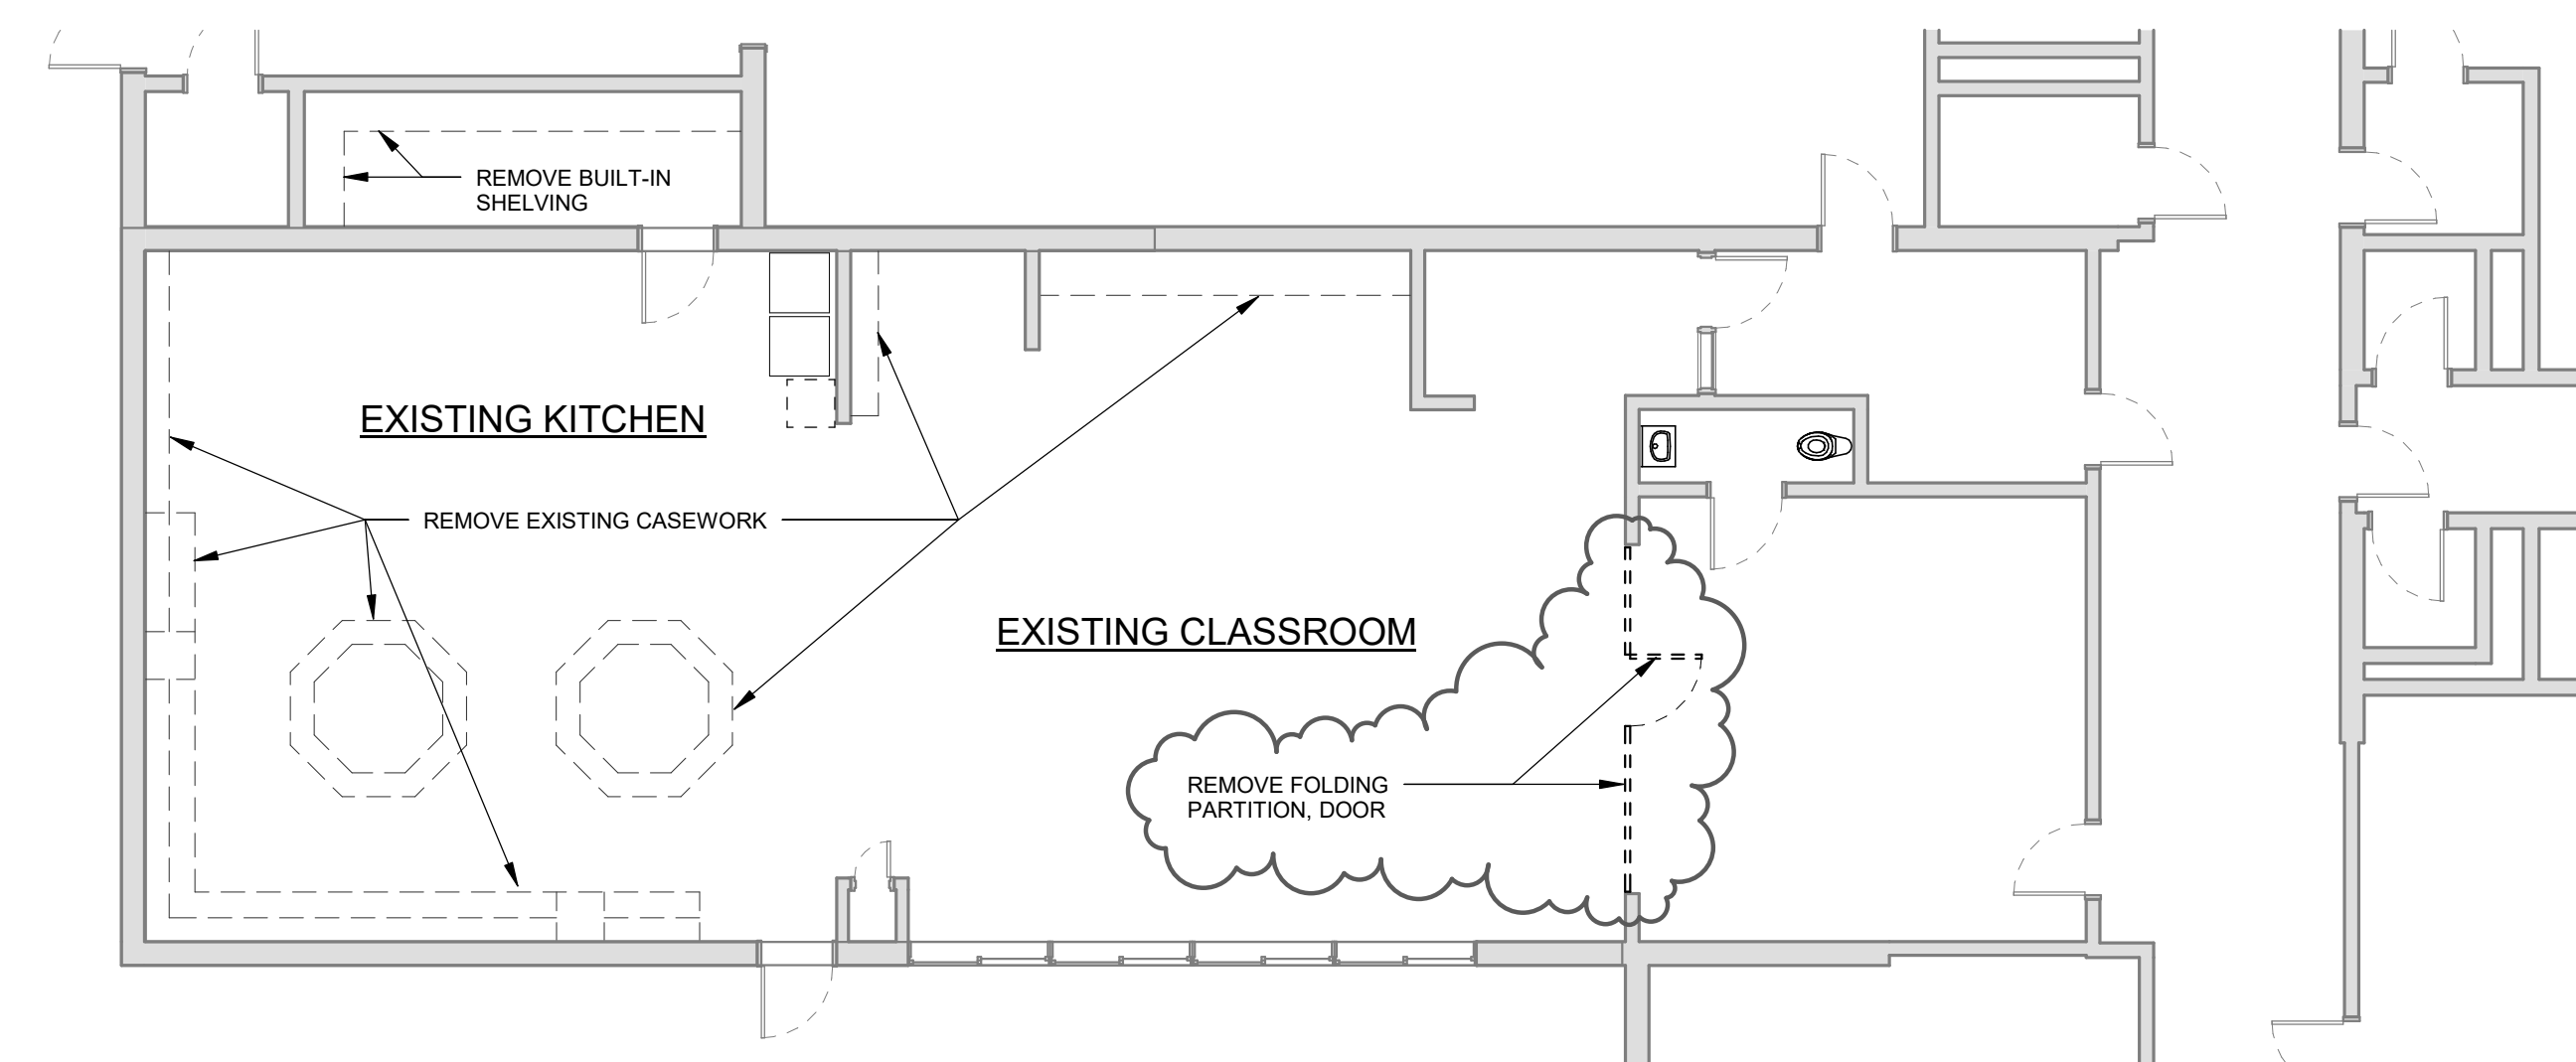 REMOVE BUILT-IN
SHELVING
EXISTING KITCHEN
REMOVE EXISTING CASEWORK
EXISTING CLASSROOM
REMOVE FOLDING
PARTITION, DOOR